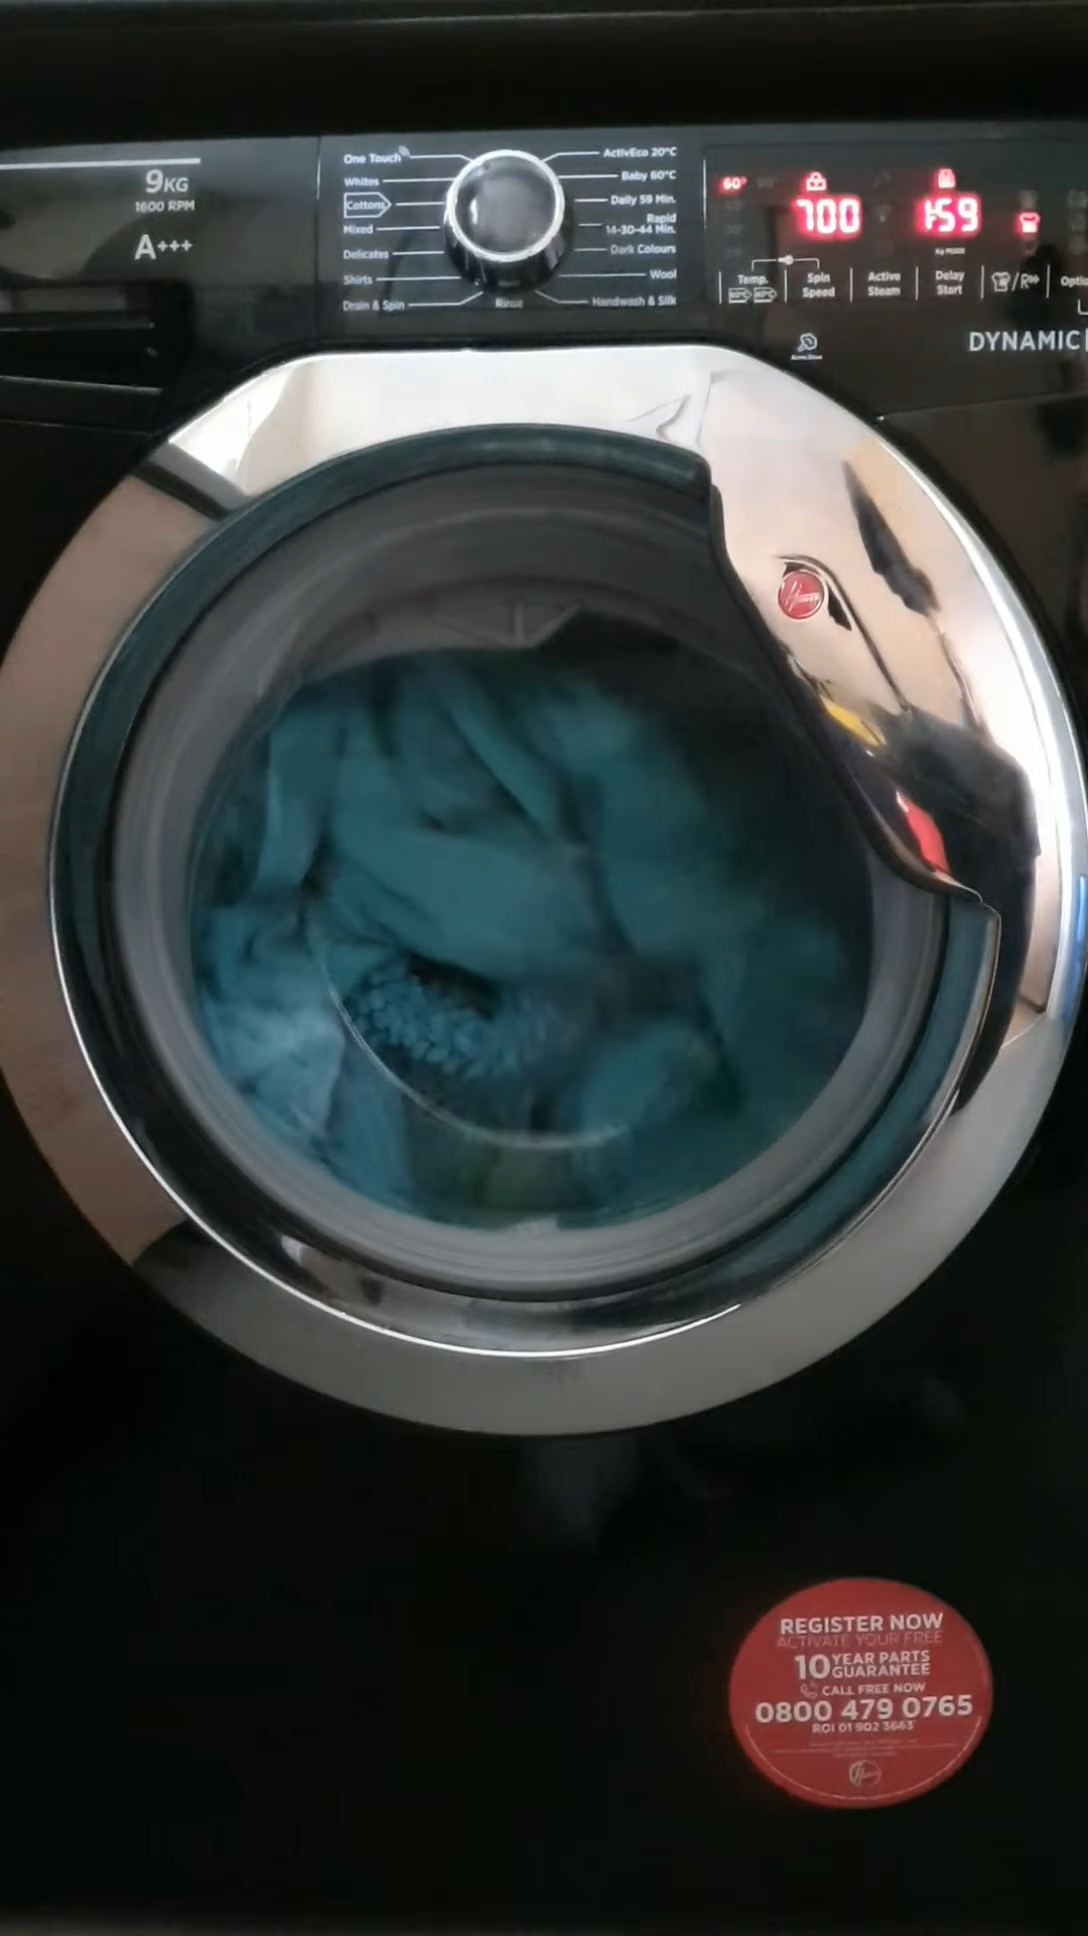 9KG
1600 RPM
A+++
One Touch
Whites
Cottons
Mixed
Delicates
Shirts
Drain & Spin
Rinse
ActivEco 20°C
Baby 60°C
Daily 59 Min.
Rapid
14-30-44 Min.
Dark Colours
Wool
Handwash & Silk
60°
700
1:59
Kg MODE
Temp.
Spin
Speed
Active
Steam
Delay
Start
DYNAMIC
REGISTER NOW
ACTIVATE YOUR FREE
10 YEAR PARTS
GUARANTEE
CALL FREE NOW
0800 479 0765
ROI 01 902 3663